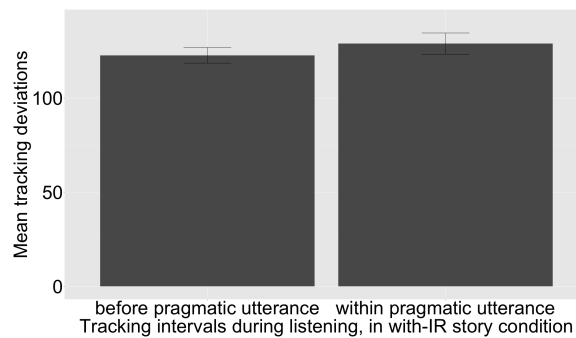 Mean tracking deviations
100
50
0
before pragmatic utterance within pragmatic utterance
Tracking intervals during listening, in with-IR story condition